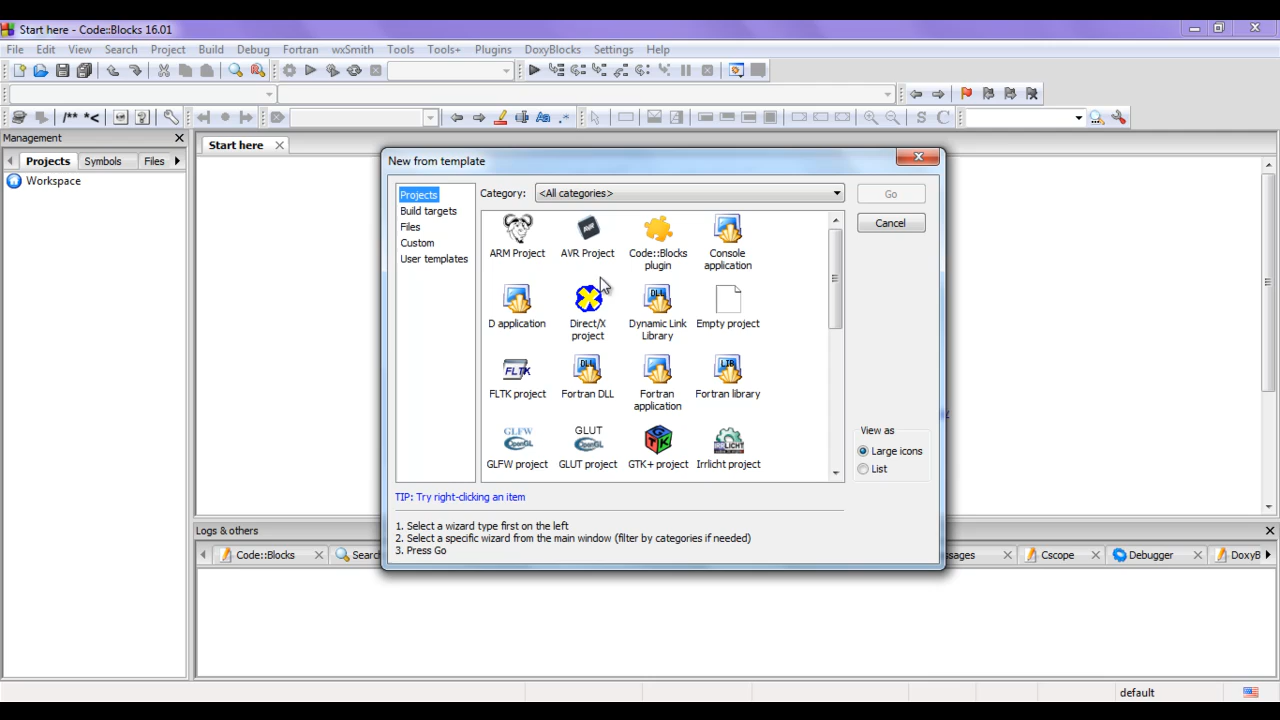 Start here - Code::Blocks 16.01
File Edit View Search Project Build Debug Fortran wxSmith Tools Tools+ Plugins DoxyBlocks Settings Help
/** *<
Aa .*
S C
Management
Start here
Projects Symbols Files
Workspace
New from template
Projects
Build targets
Files
Custom
User templates
Category: <All categories>
Go
Cancel
ARM Project
AVR Project
Code::Blocks
plugin
Console
application
D application
Direct/X
project
Dynamic Link
Library
Empty project
FLTK project
Fortran DLL
Fortran
application
Fortran library
GLFW project
GLUT project
GTK+ project
Irrlicht project
View as
Large icons
List
TIP: Try right-clicking an item
1. Select a wizard type first on the left
2. Select a specific wizard from the main window (filter by categories if needed)
3. Press Go
Logs & others
Code::Blocks Searc ssages Cscope Debugger DoxyB
default